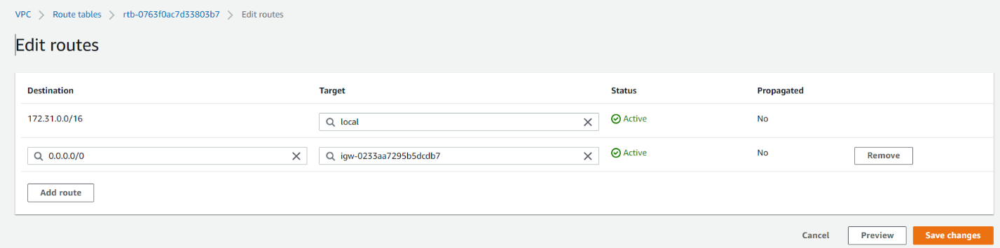 VPC > Route tables > rtb-0763f0ac7d33803b7 > Edit routes
Edit routes
Destination Target Status Propagated
172.31.0.0/16 local Active No
0.0.0.0/0 igw-0233aa7295b5dcdb7 Active No Remove
Add route
Cancel Preview Save changes